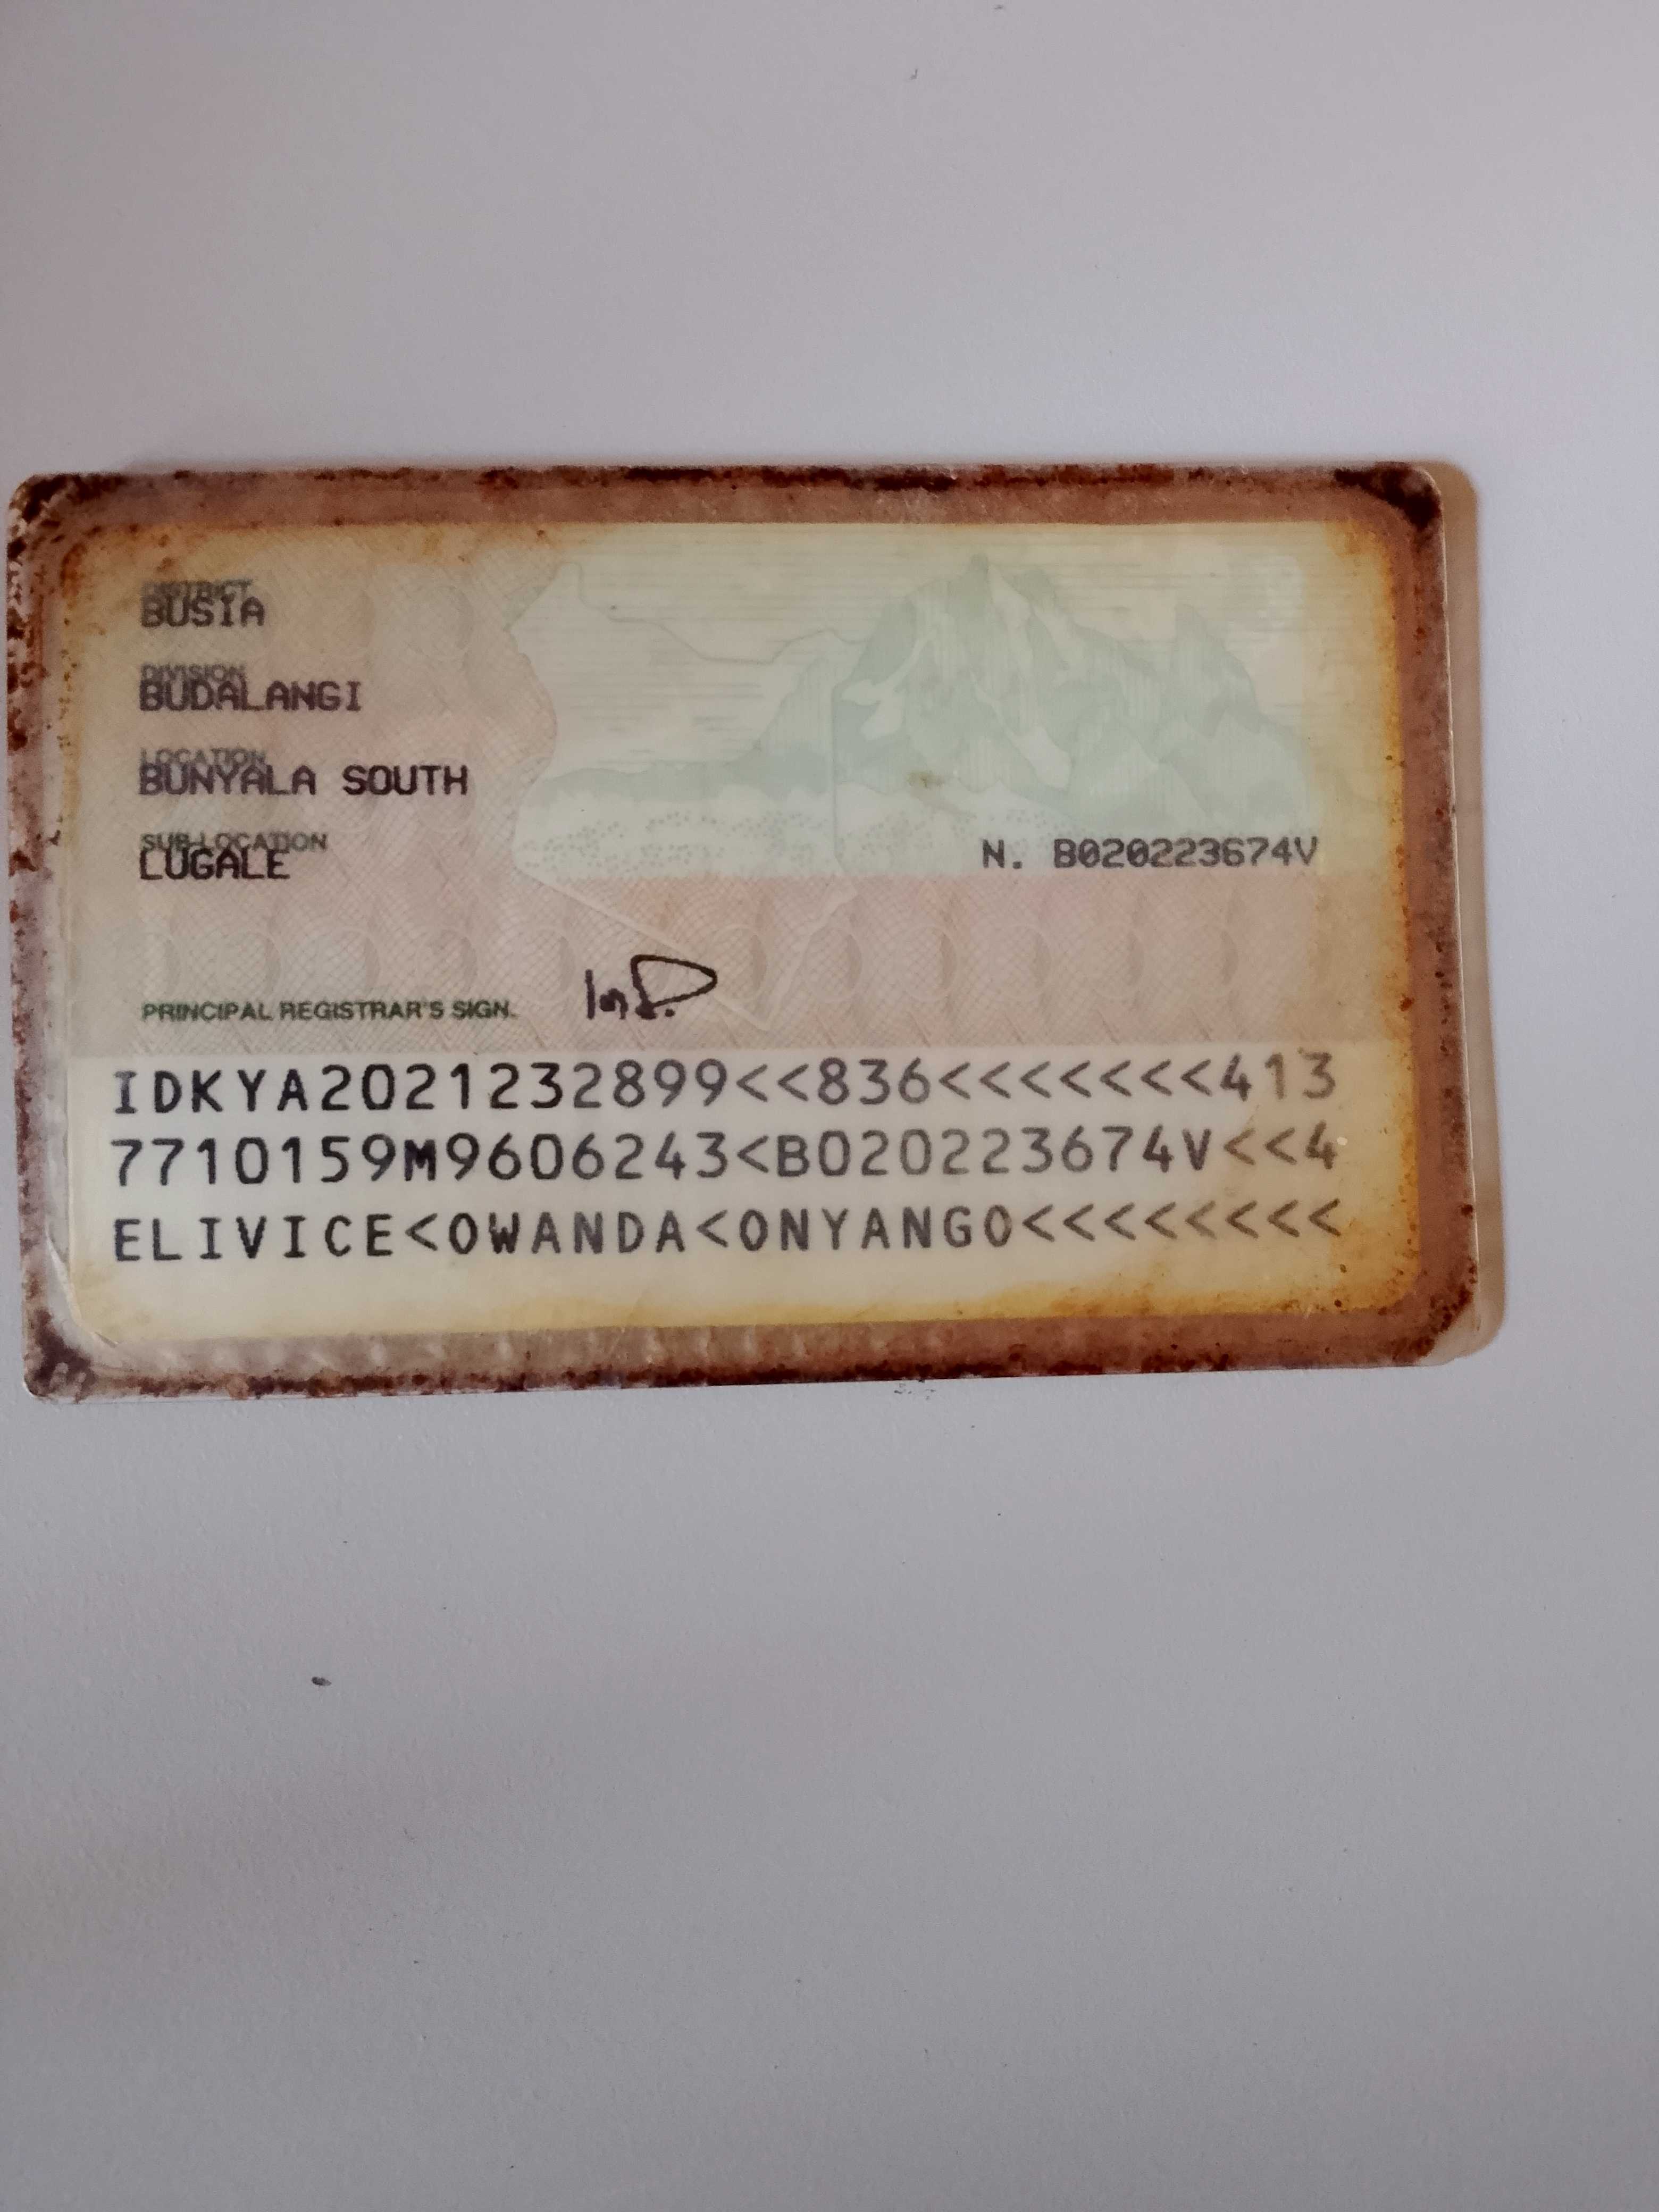 DISTRICT
BUSIA
DIVISION
BUDALANGI
LOCATION
BUNYALA SOUTH
SUB-LOCATION
LUGALE
N. B020223674V
PRINCIPAL REGISTRAR'S SIGN.
IDKYA2021232899<<836<<<<<<<413
7710159M9606243<B020223674V<<4
ELIVICE<OWANDA<ONYANGO<<<<<<<<